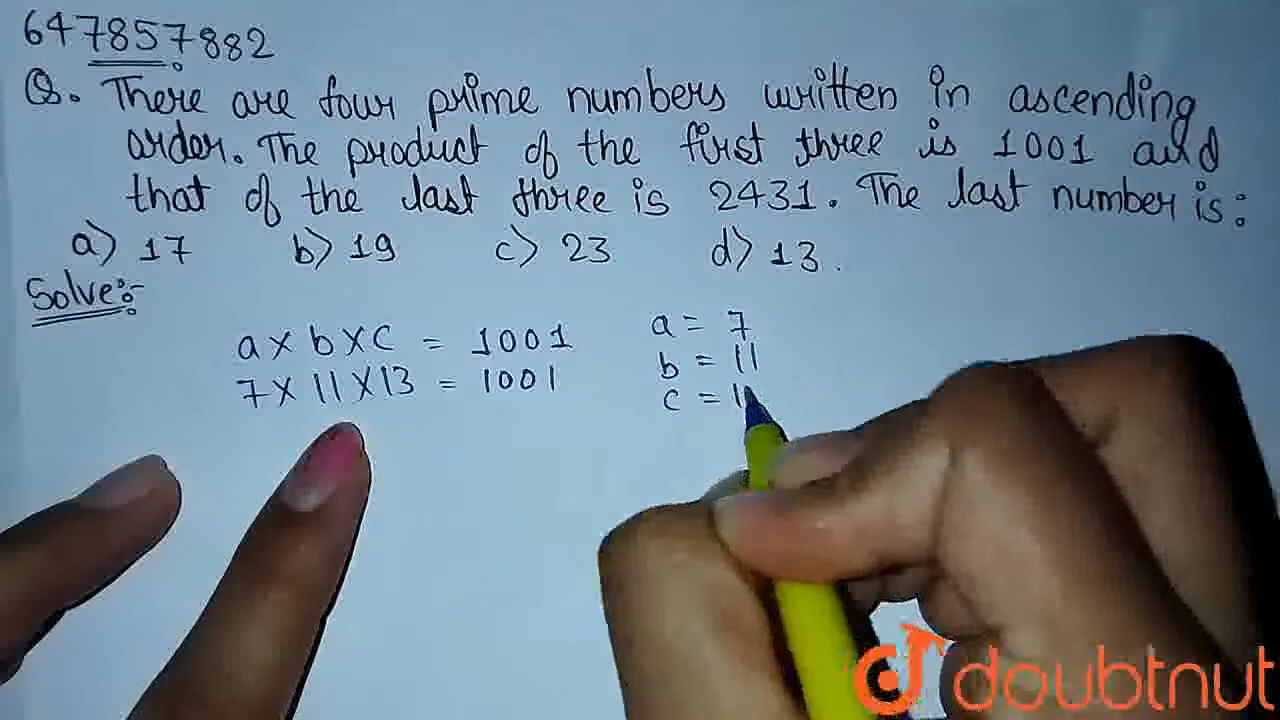 647857882
Q. There are four prime numbers written in ascending
order. The product of the first three is 1001 and
that of the last three is 2431. The last number is:
a) 17 b) 19 c) 23 d) 13.
Solve:-
a × b × c = 1001 a = 7
7 × 11 × 13 = 1001 b = 11
c = 1
doubtnut